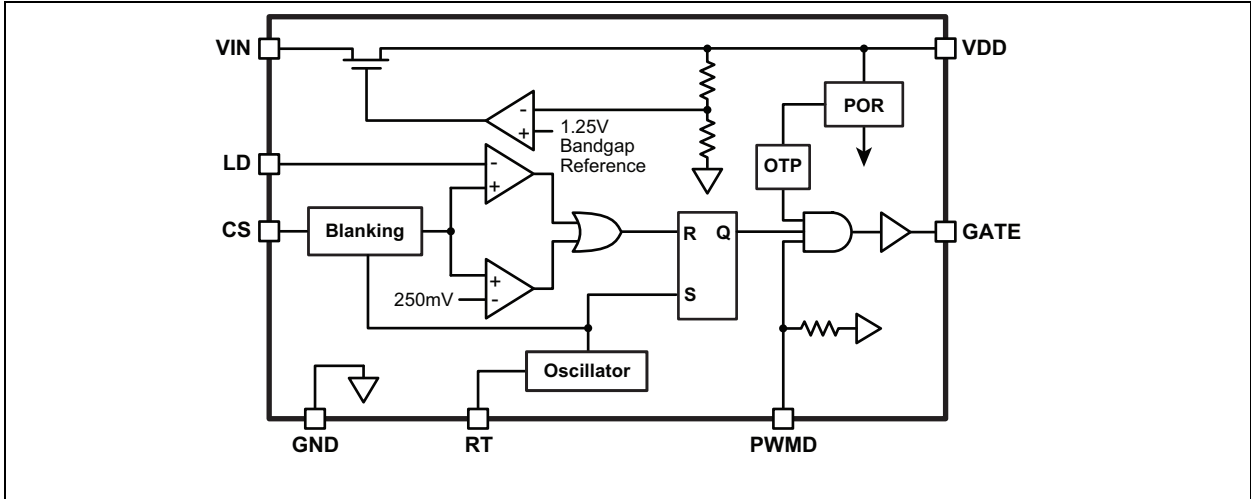 VIN
VDD
POR
-
+
1.25V
Bandgap
Reference
LD
-
+
OTP
CS
Blanking
R Q
GATE
+
-
250mV
S
Oscillator
GND
RT
PWMD